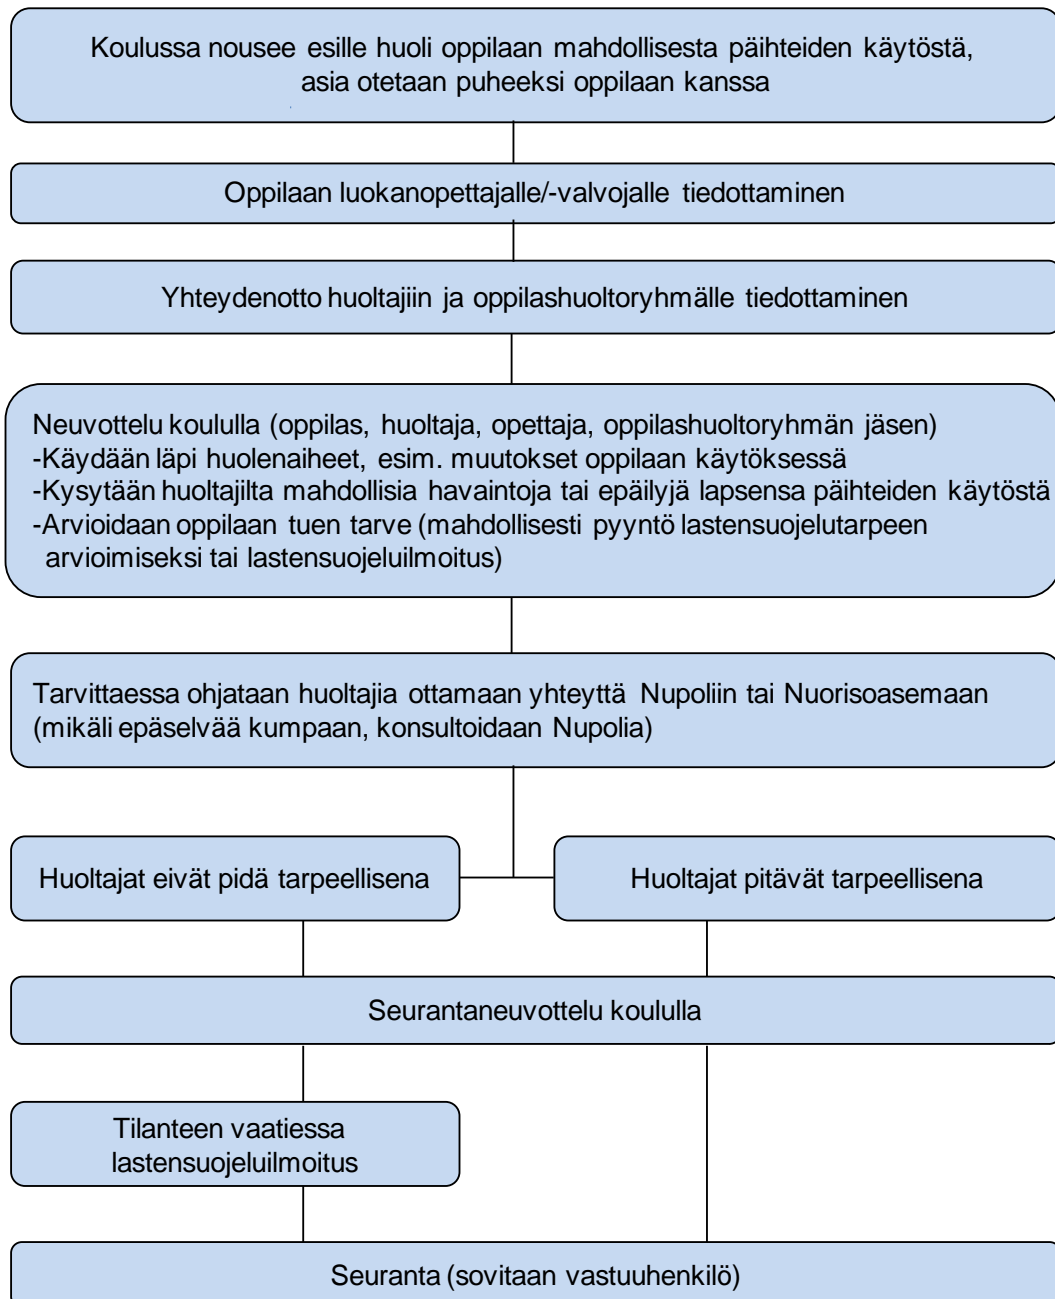 Koulussa nousee esille huoli oppilaan mahdollisesta päihteiden käytöstä,
asia otetaan puheeksi oppilaan kanssa
Oppilaan luokanopettajalle/-valvojalle tiedottaminen
Yhteydenotto huoltajiin ja oppilashuoltoryhmälle tiedottaminen
Neuvottelu koululla (oppilas, huoltaja, opettaja, oppilashuoltoryhmän jäsen)
-Käydään läpi huolenaiheet, esim. muutokset oppilaan käytöksessä
-Kysytään huoltajilta mahdollisia havaintoja tai epäilyjä lapsensa päihteiden käytöstä
-Arvioidaan oppilaan tuen tarve (mahdollisesti pyyntö lastensuojelutarpeen
arvioimiseksi tai lastensuojeluilmoitus)
Tarvittaessa ohjataan huoltajia ottamaan yhteyttä Nupoliin tai Nuorisoasemaan
(mikäli epäselvää kumpaan, konsultoidaan Nupolia)
Huoltajat eivät pidä tarpeellisena
Huoltajat pitävät tarpeellisena
Seurantaneuvottelu koululla
Tilanteen vaatiessa
lastensuojeluilmoitus
Seuranta (sovitaan vastuuhenkilö)